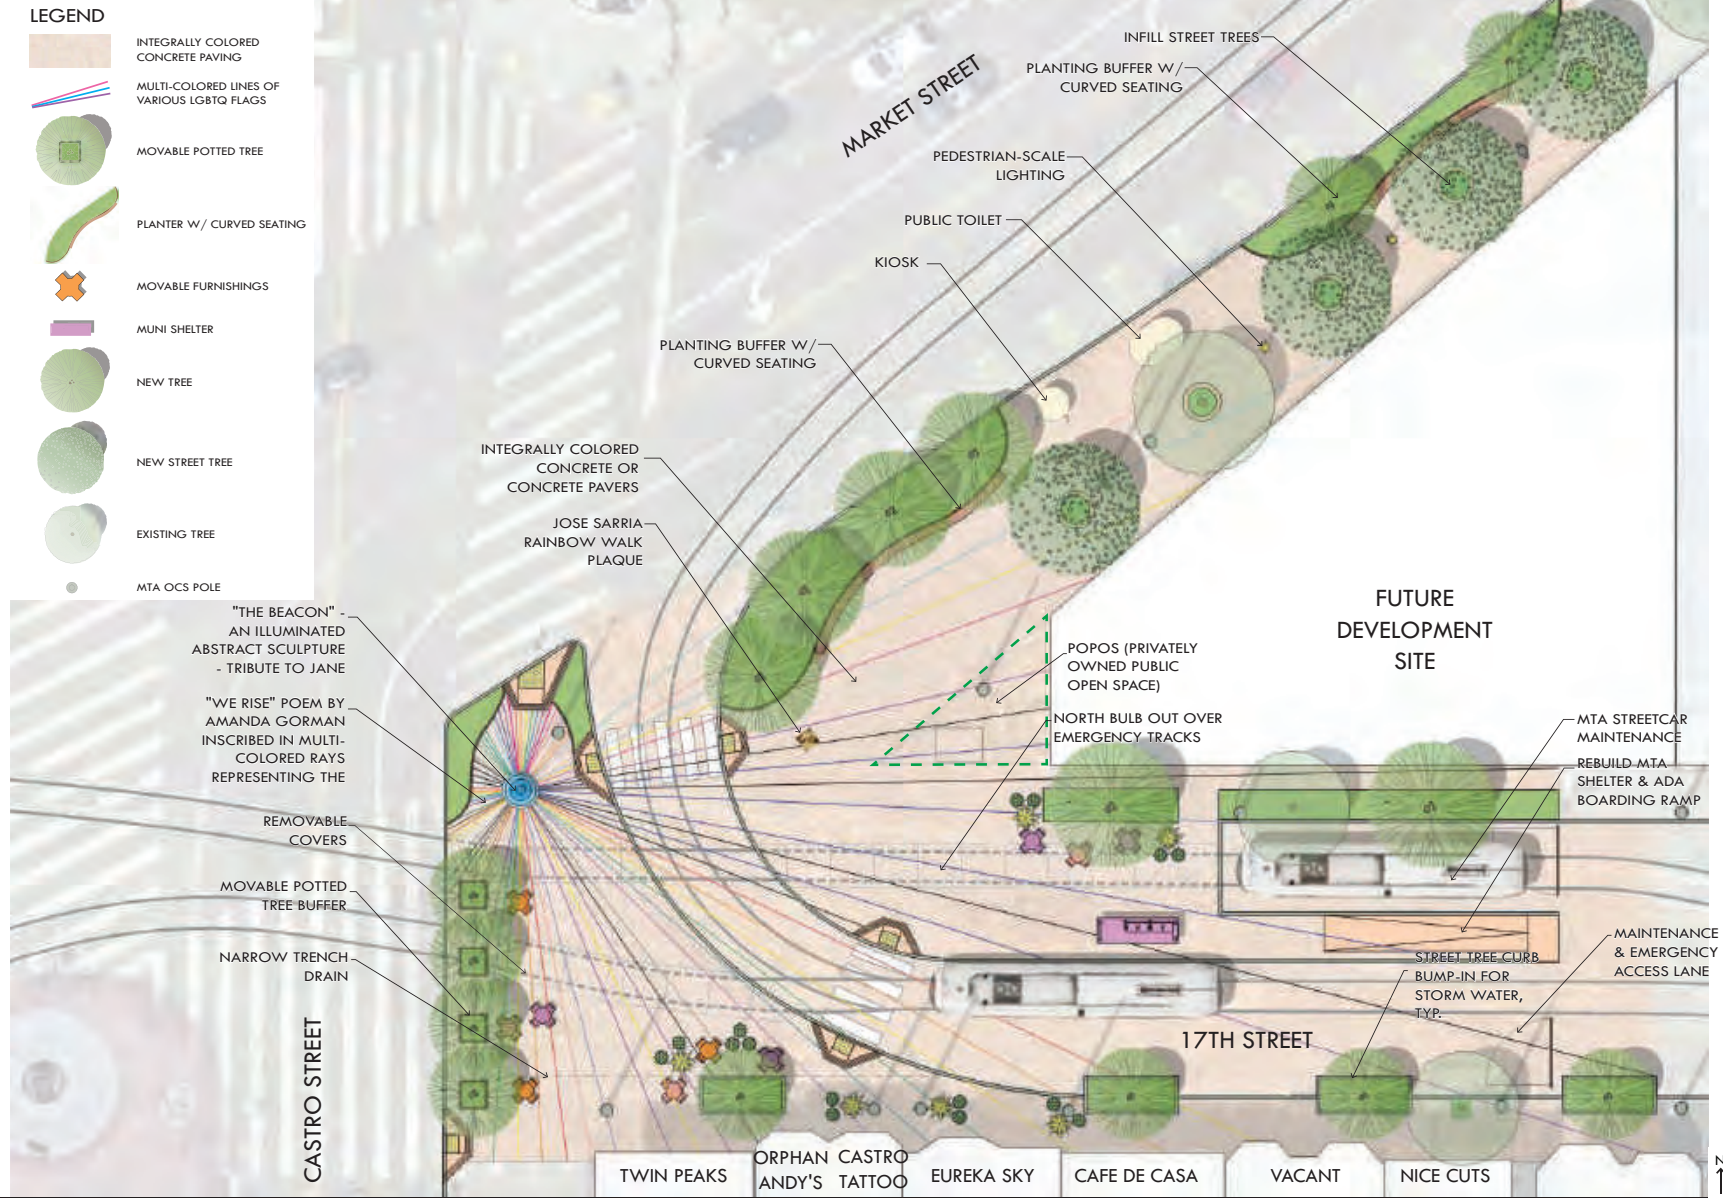 LEGEND
INTEGRALLY COLORED
CONCRETE PAVING
MULTI-COLORED LINES OF
VARIOUS LGBTQ FLAGS
MOVABLE POTTED TREE
PLANTER W/ CURVED SEATING
MOVABLE FURNISHINGS
MUNI SHELTER
NEW TREE
NEW STREET TREE
EXISTING TREE
MTA OCS POLE
MARKET STREET
INFILL STREET TREES
PLANTING BUFFER W/
CURVED SEATING
PEDESTRIAN-SCALE
LIGHTING
PUBLIC TOILET
KIOSK
PLANTING BUFFER W/
CURVED SEATING
INTEGRALLY COLORED
CONCRETE OR
CONCRETE PAVERS
JOSE SARRIA
RAINBOW WALK
PLAQUE
"THE BEACON" -
AN ILLUMINATED
ABSTRACT SCULPTURE
- TRIBUTE TO JANE
"WE RISE" POEM BY
AMANDA GORMAN
INSCRIBED IN MULTI-
COLORED RAYS
REPRESENTING THE
REMOVABLE
COVERS
MOVABLE POTTED
TREE BUFFER
NARROW TRENCH
DRAIN
CASTRO STREET
FUTURE
DEVELOPMENT
SITE
POPOS (PRIVATELY
OWNED PUBLIC
OPEN SPACE)
NORTH BULB OUT OVER
EMERGENCY TRACKS
MTA STREETCAR
MAINTENANCE
REBUILD MTA
SHELTER & ADA
BOARDING RAMP
MAINTENANCE
& EMERGENCY
ACCESS LANE
STREET TREE CURB
BUMP-IN FOR
STORM WATER,
TYP.
17TH STREET
TWIN PEAKS
ORPHAN
ANDY'S
CASTRO
TATTOO
EUREKA SKY
CAFE DE CASA
VACANT
NICE CUTS
N